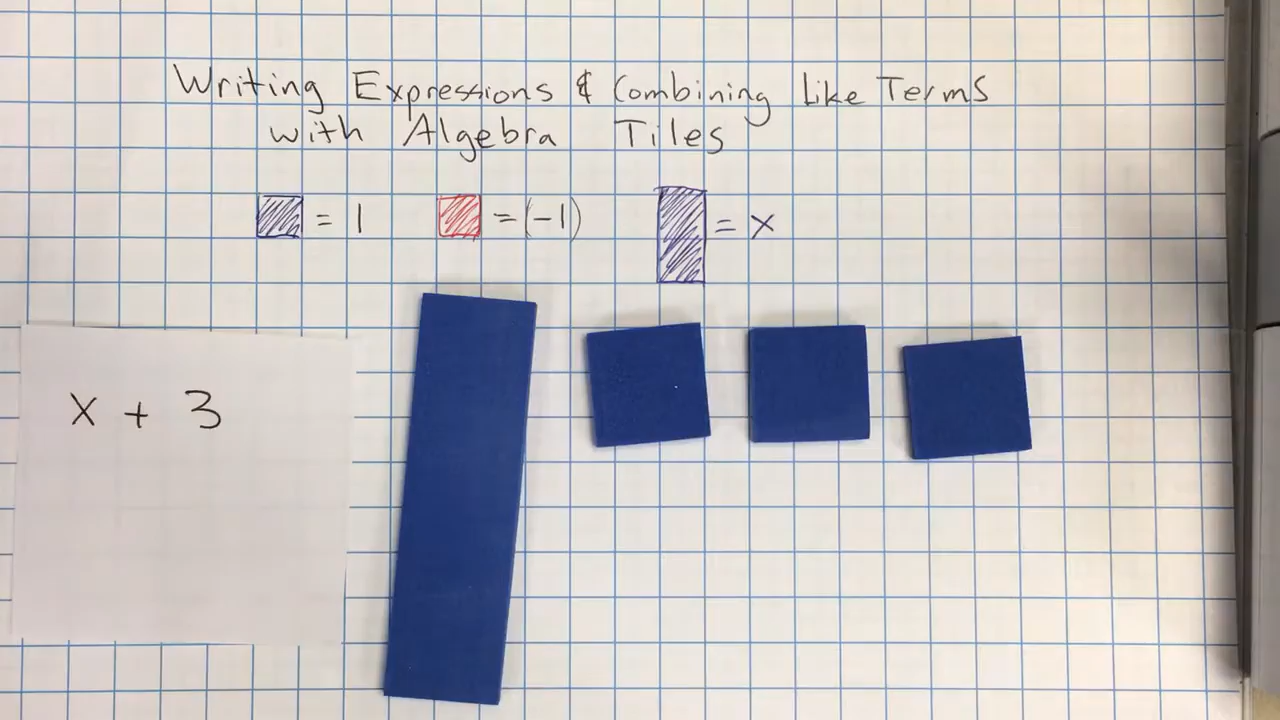 Writing Expressions & Combining Like Terms
with Algebra Tiles
= 1 = (-1) = x
x + 3